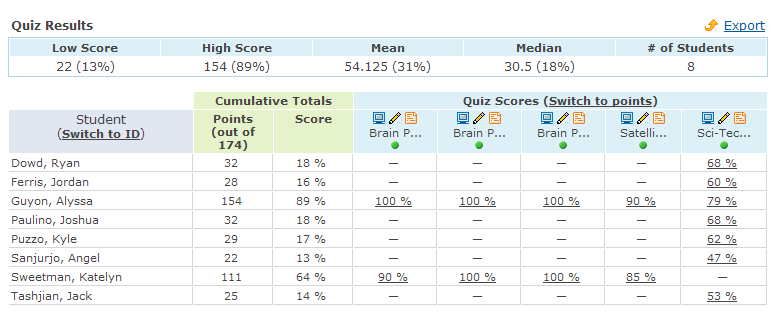 Quiz Results Export
Low Score High Score Mean Median # of Students
22 (13%) 154 (89%) 54.125 (31%) 30.5 (18%) 8
Cumulative Totals Quiz Scores (Switch to points)
Student (Switch to ID) Points (out of 174) Score Brain P... Brain P... Brain P... Satelli... Sci-Tec...
Dowd, Ryan 32 18 % — — — — 68 %
Ferris, Jordan 28 16 % — — — — 60 %
Guyon, Alyssa 154 89 % 100 % 100 % 100 % 90 % 79 %
Paulino, Joshua 32 18 % — — — — 68 %
Puzzo, Kyle 29 17 % — — — — 62 %
Sanjurjo, Angel 22 13 % — — — — 47 %
Sweetman, Katelyn 111 64 % 90 % 100 % 100 % 85 % —
Tashjian, Jack 25 14 % — — — — 53 %